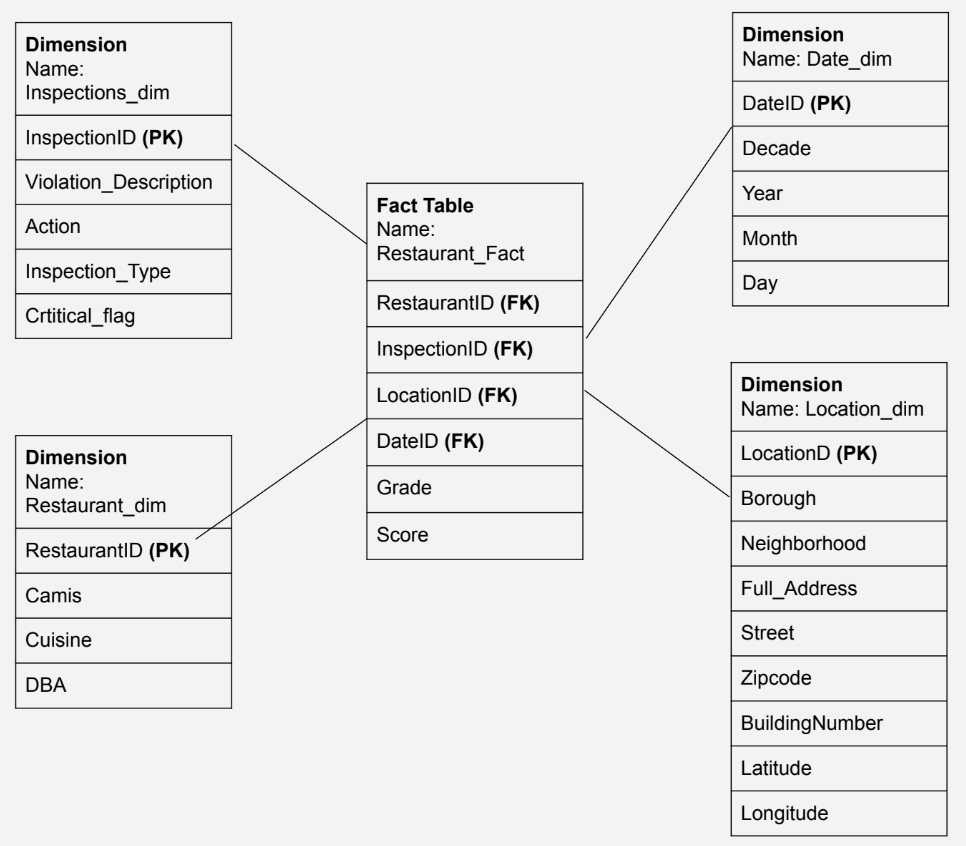 Dimension
Name:
Inspections_dim
InspectionID (PK)
Violation_Description
Action
Inspection_Type
Crtitical_flag
Dimension
Name:
Restaurant_dim
RestaurantID (PK)
Camis
Cuisine
DBA
Fact Table
Name:
Restaurant_Fact
RestaurantID (FK)
InspectionID (FK)
LocationID (FK)
DateID (FK)
Grade
Score
Dimension
Name: Date_dim
DateID (PK)
Decade
Year
Month
Day
Dimension
Name: Location_dim
LocationD (PK)
Borough
Neighborhood
Full_Address
Street
Zipcode
BuildingNumber
Latitude
Longitude